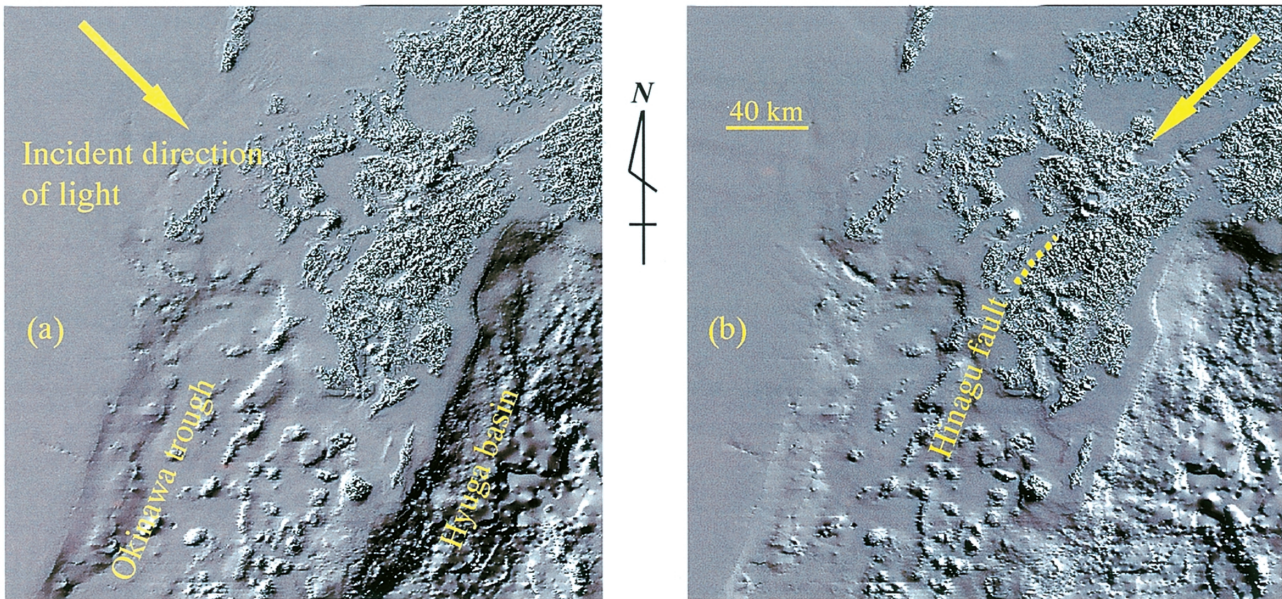 Incident direction
of light
(a)
Okinawa trough
Hyuga basin
N
40 km
(b)
Hinagu fault